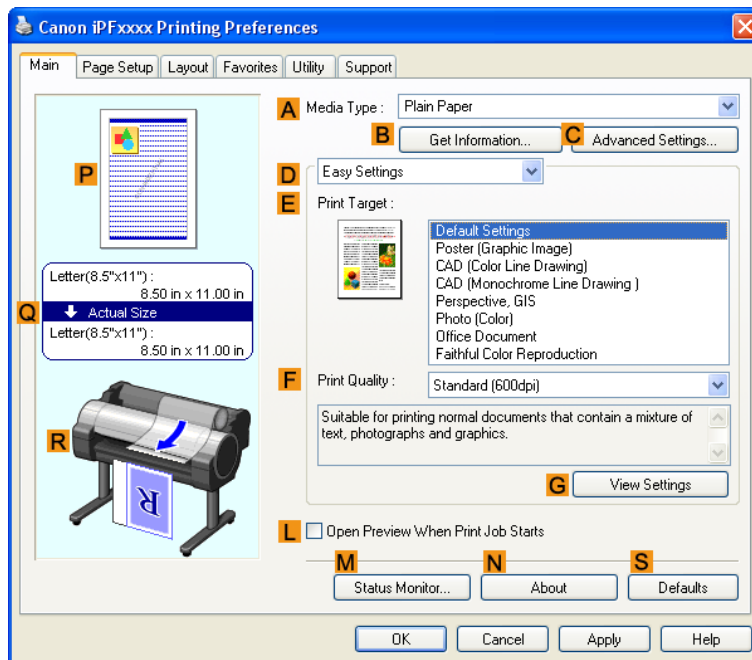 Canon iPFxxxx Printing Preferences
Main Page Setup Layout Favorites Utility Support
A Media Type : Plain Paper
B Get Information... C Advanced Settings...
D Easy Settings
E Print Target :
Default Settings
Poster (Graphic Image)
CAD (Color Line Drawing)
CAD (Monochrome Line Drawing )
Perspective, GIS
Photo (Color)
Office Document
Faithful Color Reproduction
F Print Quality : Standard (600dpi)
Suitable for printing normal documents that contain a mixture of
text, photographs and graphics.
G View Settings
P
Letter(8.5"x11") :
8.50 in x 11.00 in
Q Actual Size
Letter(8.5"x11") :
8.50 in x 11.00 in
R
R
L Open Preview When Print Job Starts
M N S
Status Monitor... About Defaults
OK Cancel Apply Help